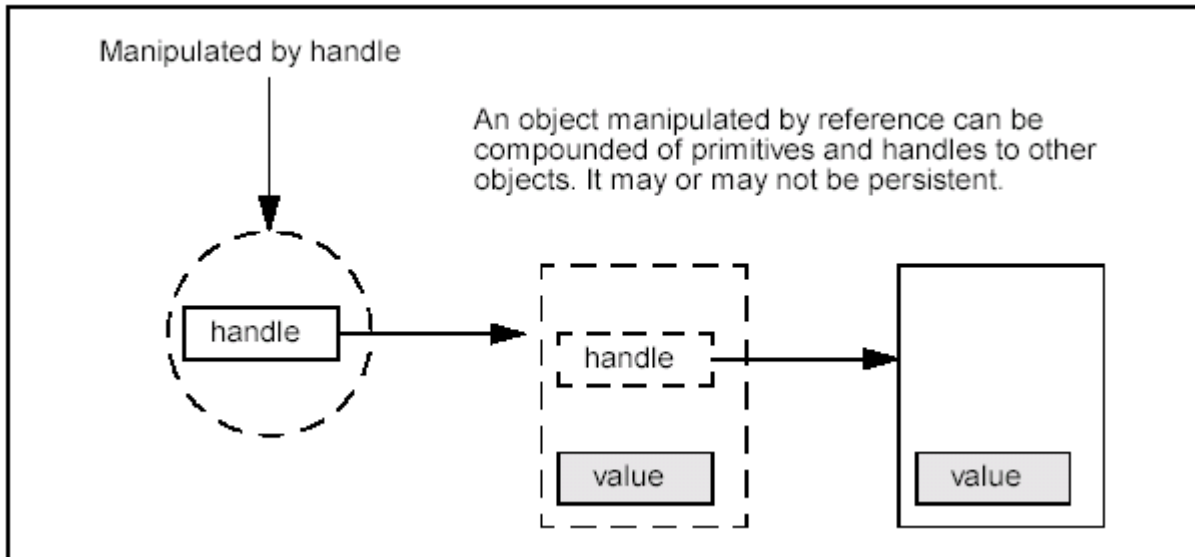 Manipulated by handle
An object manipulated by reference can be
compounded of primitives and handles to other
objects. It may or may not be persistent.
handle
handle
value
value